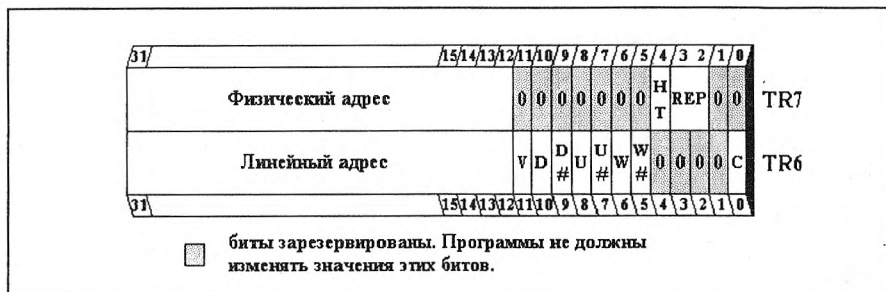 31 15 14 13 12 11 10 9 8 7 6 5 4 3 2 1 0
Физический адрес 0 0 0 0 0 0 0 HT REP 0 0 TR7
Линейный адрес V D D# U U# W W# 0 0 0 0 C TR6
31 15 14 13 12 11 10 9 8 7 6 5 4 3 2 1 0
биты зарезервированы. Программы не должны
изменять значения этих битов.